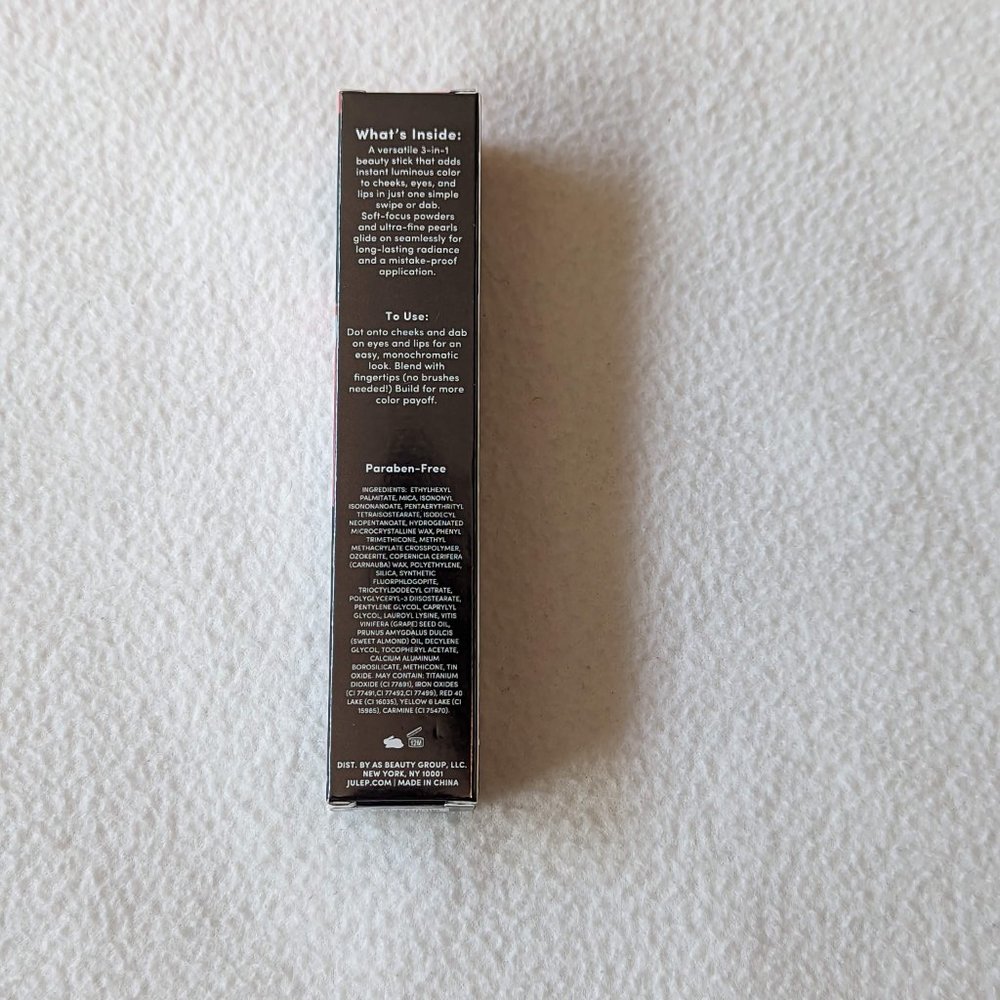 What's Inside:
A versatile 3-in-1
beauty stick that adds
instant luminous color
to cheeks, eyes, and
lips in just one simple
swipe or dab.
Soft-focus powders
and ultra-fine pearls
glide on seamlessly for
long-lasting radiance
and a mistake-proof
application.
To Use:
Dot onto cheeks and dab
on eyes and lips for an
easy, monochromatic
look. Blend with
fingertips (no brushes
needed!) Build for more
color payoff.
Paraben-Free
INGREDIENTS: ETHYLHEXYL
PALMITATE, MICA, ISONONYL
ISONONANOATE, PENTAERYTHRITYL
TETRAISOSTEARATE, ISODECYL
NEOPENTANOATE, HYDROGENATED
MICROCRYSTALLINE WAX, PHENYL
TRIMETHICONE, METHYL
METHACRYLATE CROSSPOLYMER,
OZOKERITE, COPERNICIA CERIFERA
(CARNAUBA) WAX, POLYETHYLENE,
SILICA, SYNTHETIC
FLUORPHLOGOPITE,
TRIOCTYLDODECYL CITRATE,
POLYGLYCERYL-3 DIISOSTEARATE,
PENTYLENE GLYCOL, CAPRYLYL
GLYCOL, LAUROYL LYSINE, VITIS
VINIFERA (GRAPE) SEED OIL,
PRUNUS AMYGDALUS DULCIS
(SWEET ALMOND) OIL, DECYLENE
GLYCOL, TOCOPHERYL ACETATE,
CALCIUM ALUMINUM
BOROSILICATE, METHICONE, TIN
OXIDE. MAY CONTAIN: TITANIUM
DIOXIDE (CI 77891), IRON OXIDES
(CI 77491,CI 77492,CI 77499), RED 40
LAKE (CI 16035), YELLOW 6 LAKE (CI
15985), CARMINE (CI 75470).
12M
DIST. BY AS BEAUTY GROUP, LLC.
NEW YORK, NY 10001
JULEP.COM | MADE IN CHINA